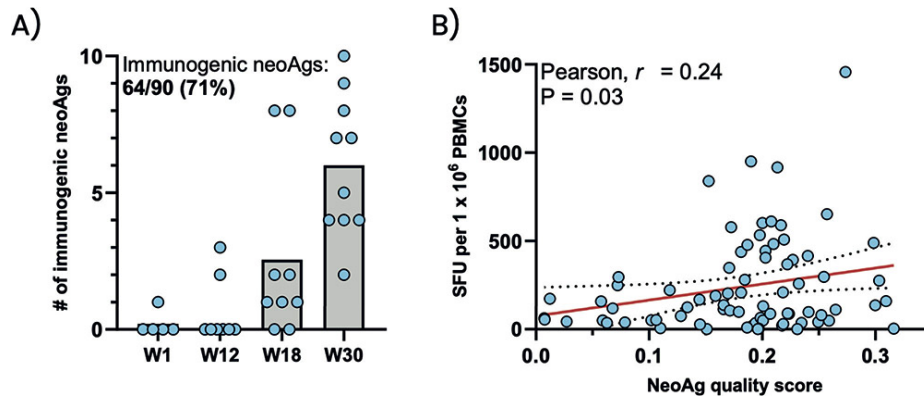 A)
Immunogenic neoAgs:
64/90 (71%)
# of immunogenic neoAgs
10
5
0
W1 W12 W18 W30
B)
Pearson, r = 0.24
P = 0.03
SFU per 1 x 10⁶ PBMCs
1500
1000
500
0
0.0 0.1 0.2 0.3
NeoAg quality score